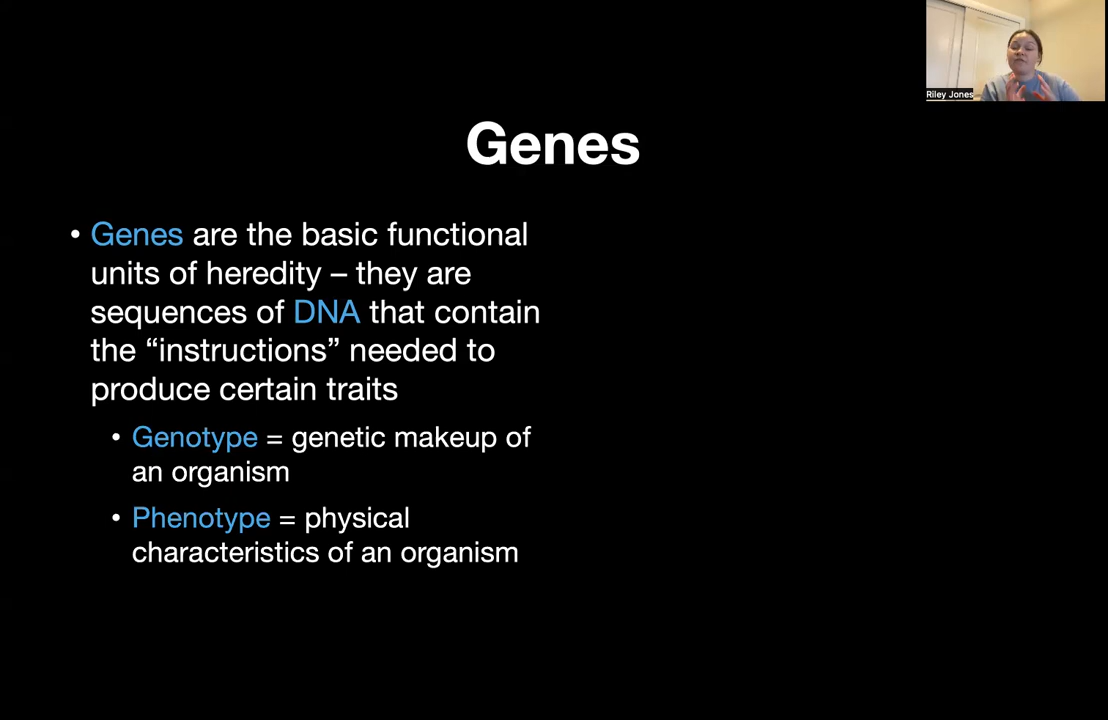 Riley Jones
Genes
• Genes are the basic functional
units of heredity – they are
sequences of DNA that contain
the “instructions” needed to
produce certain traits
• Genotype = genetic makeup of
an organism
• Phenotype = physical
characteristics of an organism